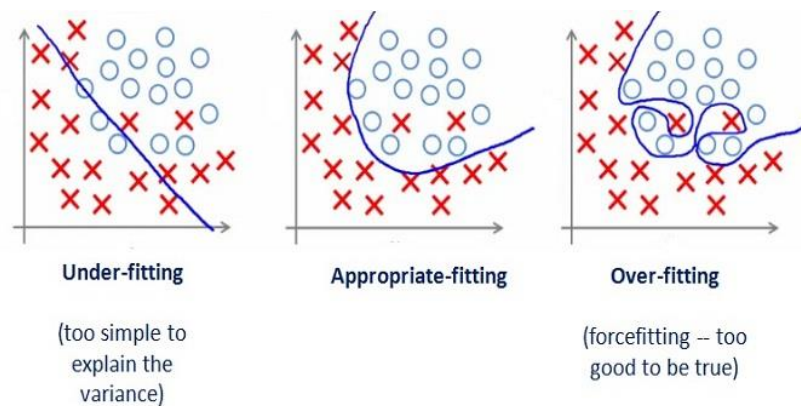 Under-fitting
(too simple to
explain the
variance)
Appropriate-fitting
Over-fitting
(forcefitting -- too
good to be true)